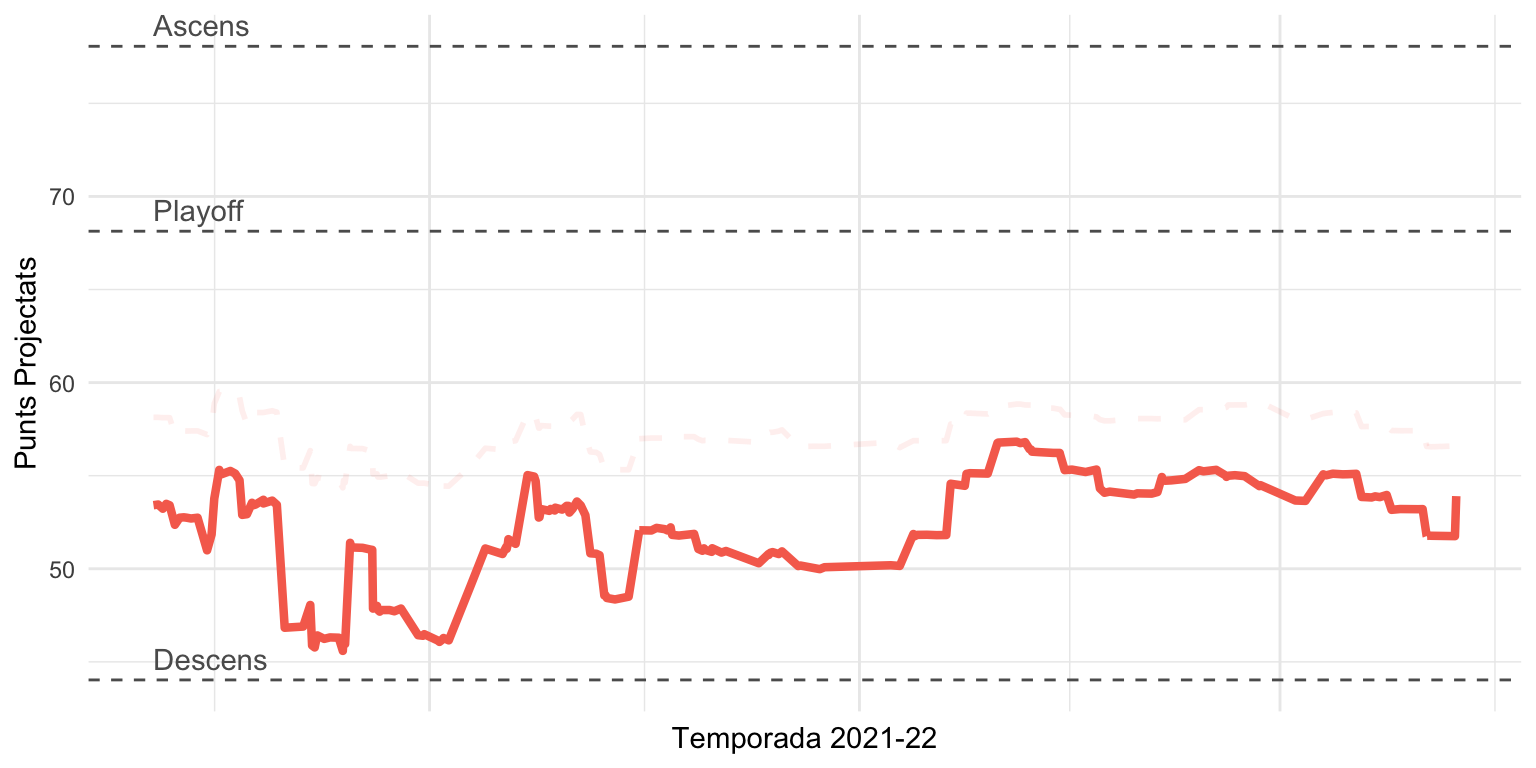 Ascens
70
Playoff
60
50
Descens
Punts Projectats
Temporada 2021-22